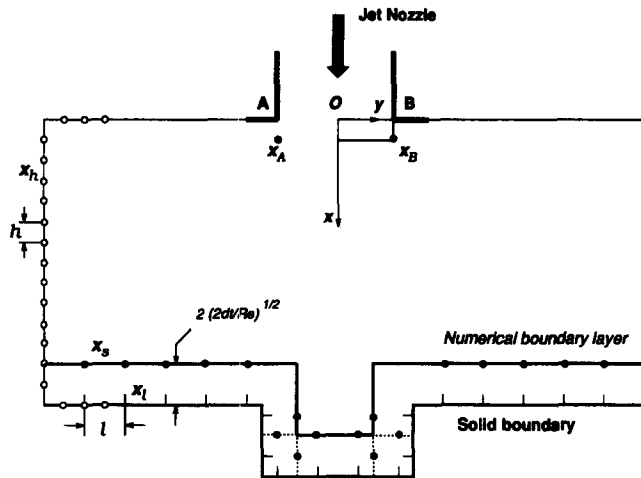 Jet Nozzle
A O y B
x_A x_B
x_h
x
h
2 (2dt/Re)^1/2
x_s Numerical boundary layer
x_l
l Solid boundary